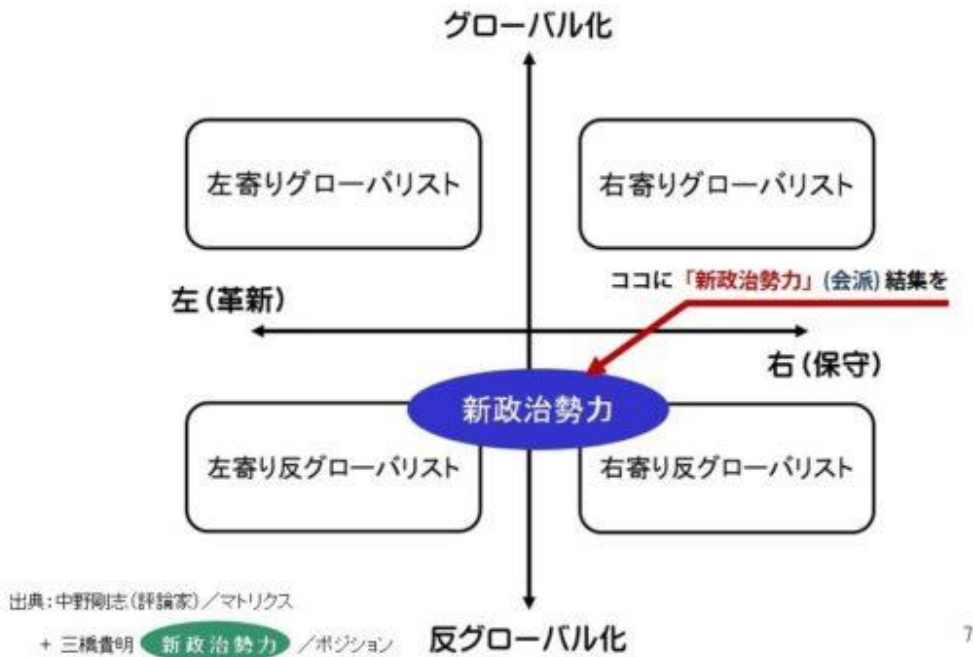 グローバル化
左寄りグローバリスト
右寄りグローバリスト
ココに「新政治勢力」(会派)結集を
左(革新)
右(保守)
新政治勢力
左寄り反グローバリスト
右寄り反グローバリスト
出典:中野剛志(評論家)/マトリクス
+ 三橋貴明 新政治勢力 /ポジション
反グローバル化
7